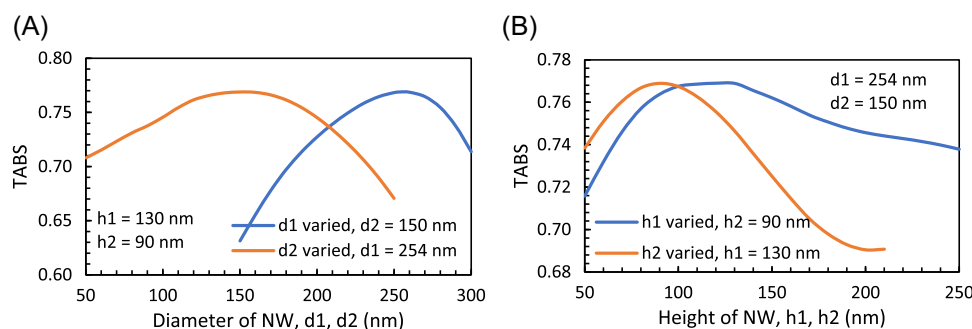 (A)
TABS
0.80
0.75
0.70
0.65
0.60
h1 = 130 nm
h2 = 90 nm
d1 varied, d2 = 150 nm
d2 varied, d1 = 254 nm
50 100 150 200 250 300
Diameter of NW, d1, d2 (nm)
(B)
TABS
0.78
0.76
0.74
0.72
0.70
0.68
d1 = 254 nm
d2 = 150 nm
h1 varied, h2 = 90 nm
h2 varied, h1 = 130 nm
50 100 150 200 250
Height of NW, h1, h2 (nm)